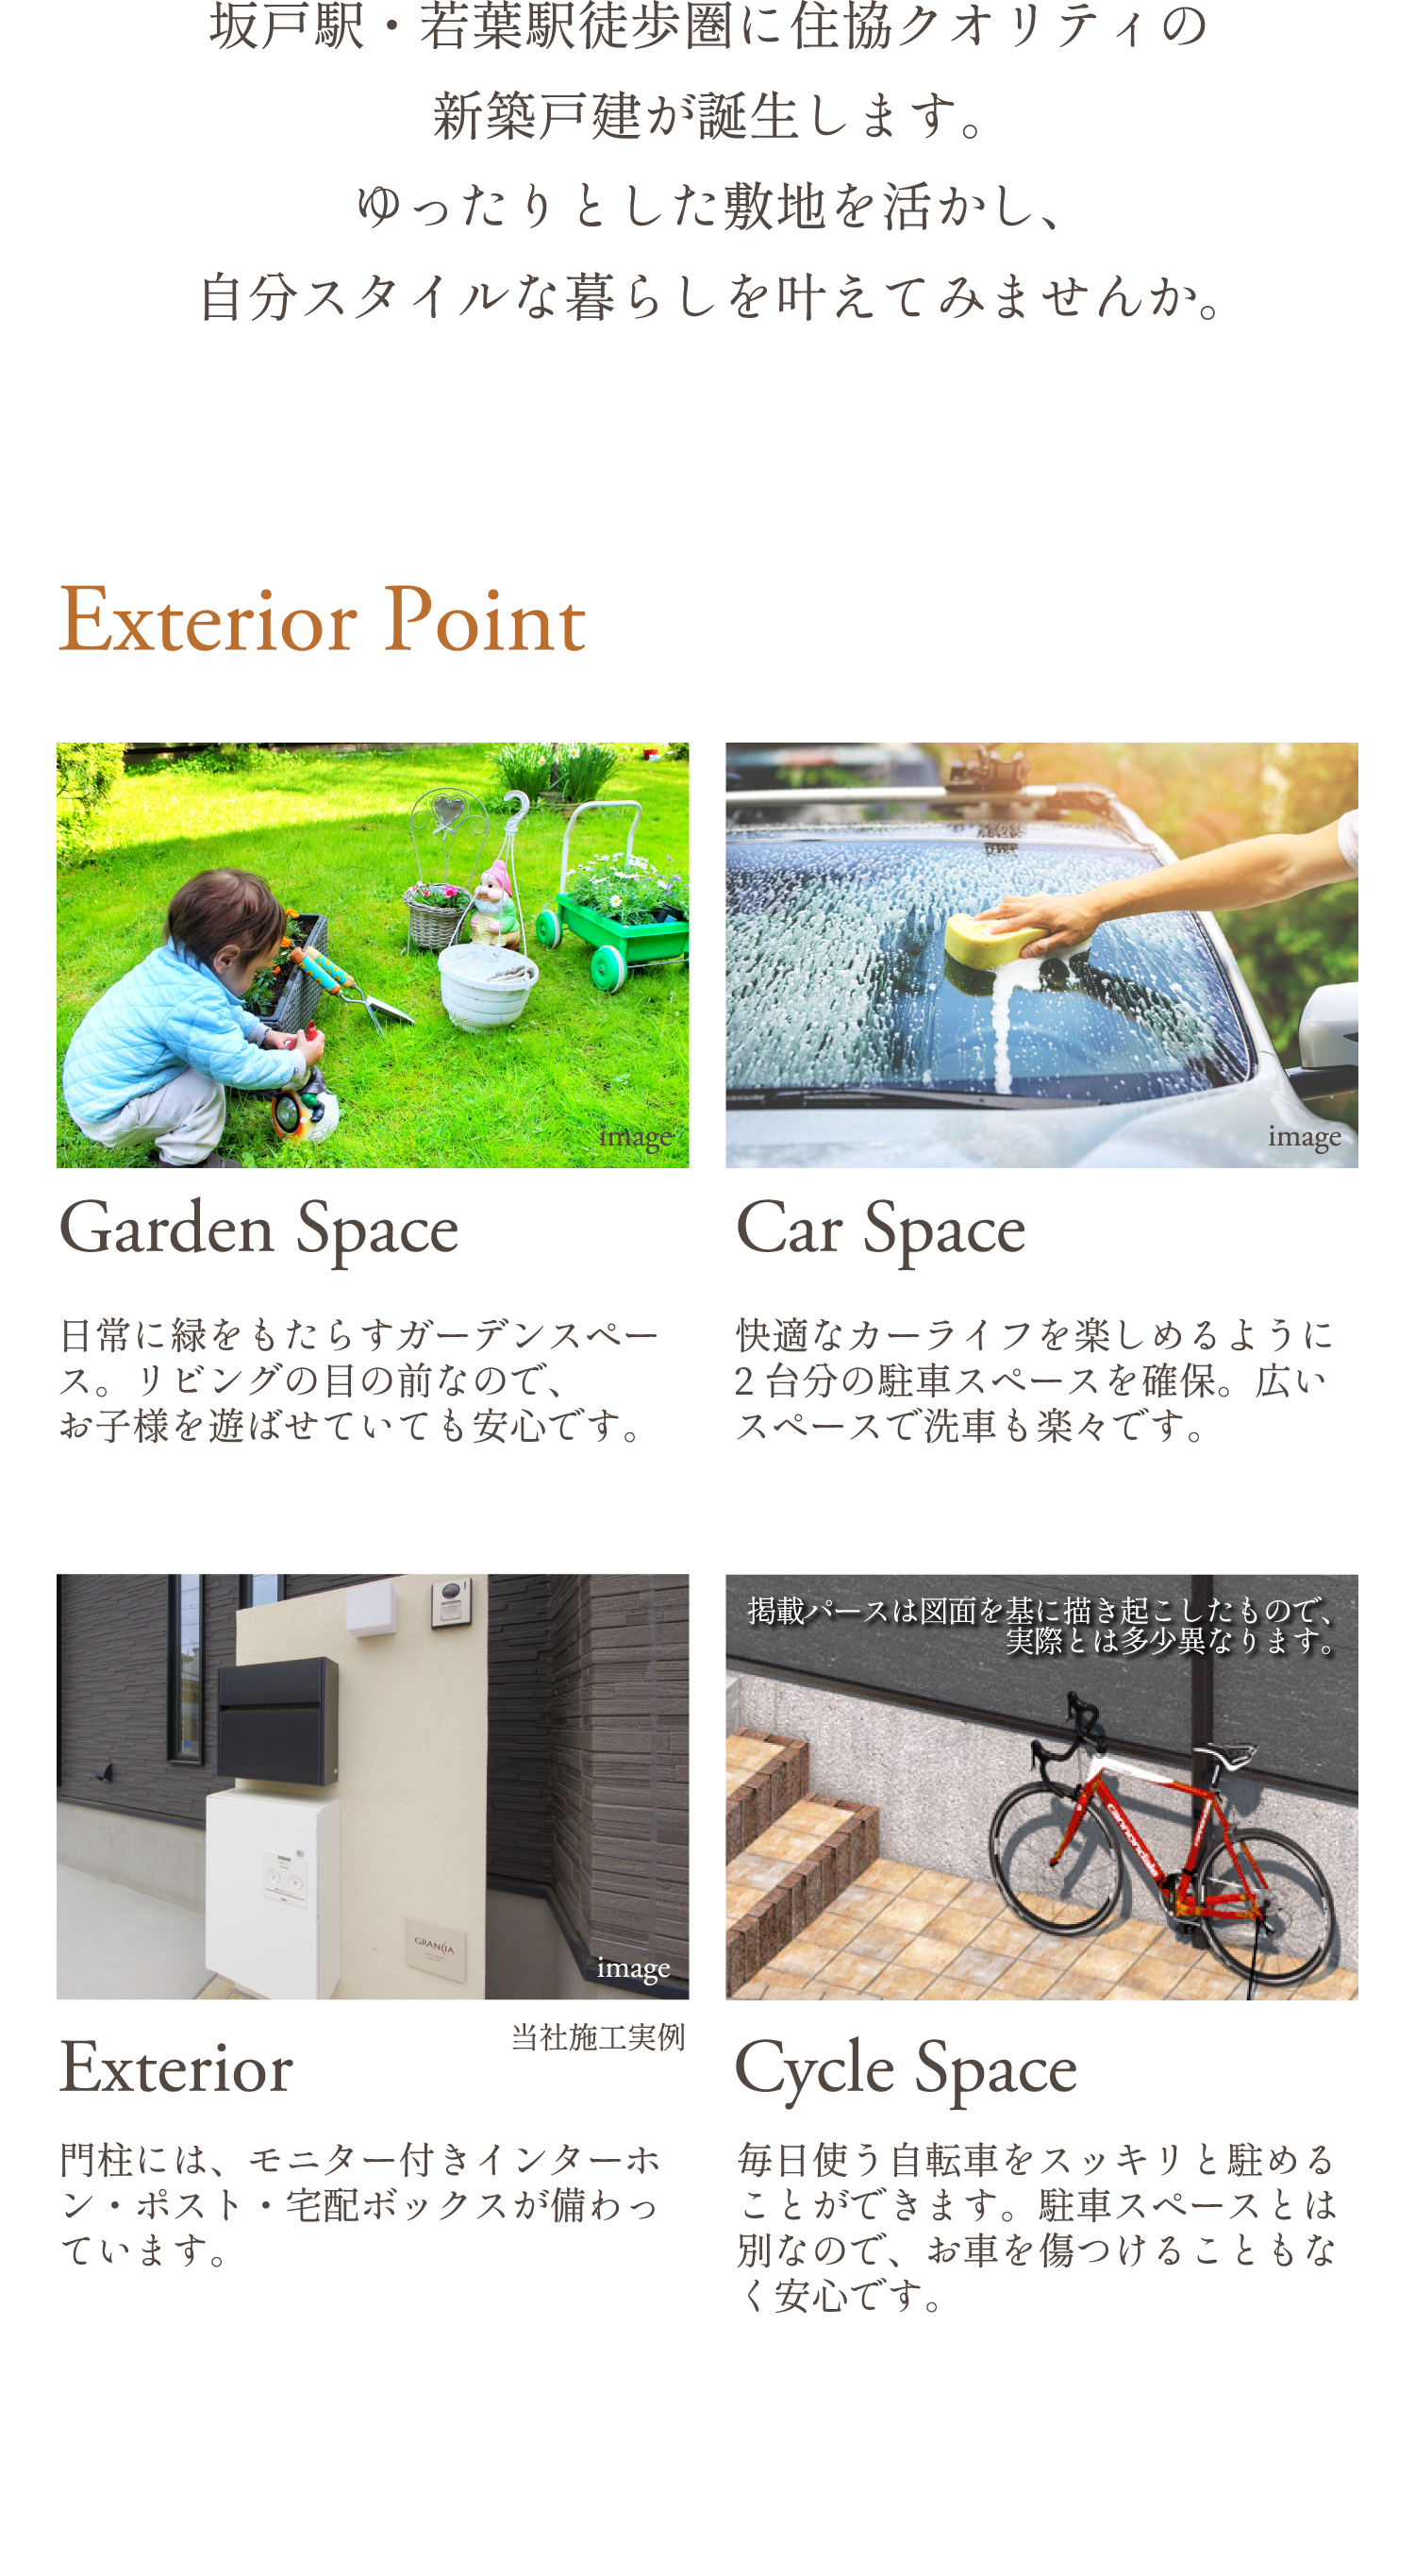 坂戸駅・若葉駅徒歩圏に住協クオリティの
新築戸建が誕生します。
ゆったりとした敷地を活かし、
自分スタイルな暮らしを叶えてみませんか。
Exterior Point
image
image
Garden Space
日常に緑をもたらすガーデンスペー
ス。リビングの目の前なので、
お子様を遊ばせていても安心です。
Car Space
快適なカーライフを楽しめるように
2 台分の駐車スペースを確保。広い
スペースで洗車も楽々です。
GRANCIA
image
掲載パースは図面を基に描き起こしたもので、
実際とは多少異なります。
cannondale
当社施工実例
Exterior
門柱には、モニター付きインターホ
ン・ポスト・宅配ボックスが備わっ
ています。
Cycle Space
毎日使う自転車をスッキリと駐める
ことができます。駐車スペースとは
別なので、お車を傷つけることもな
く安心です。